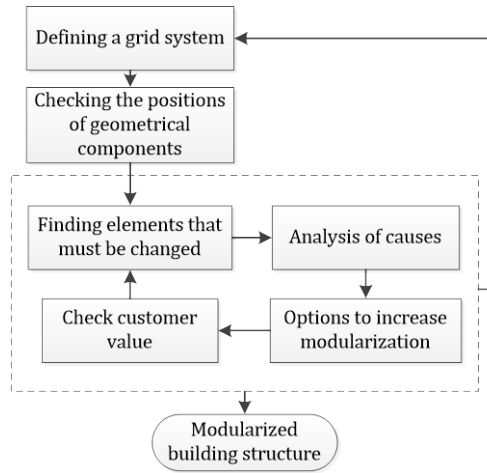 Defining a grid system
Checking the positions
of geometrical
components
Finding elements that
must be changed
Analysis of causes
Check customer
value
Options to increase
modularization
Modularized
building structure